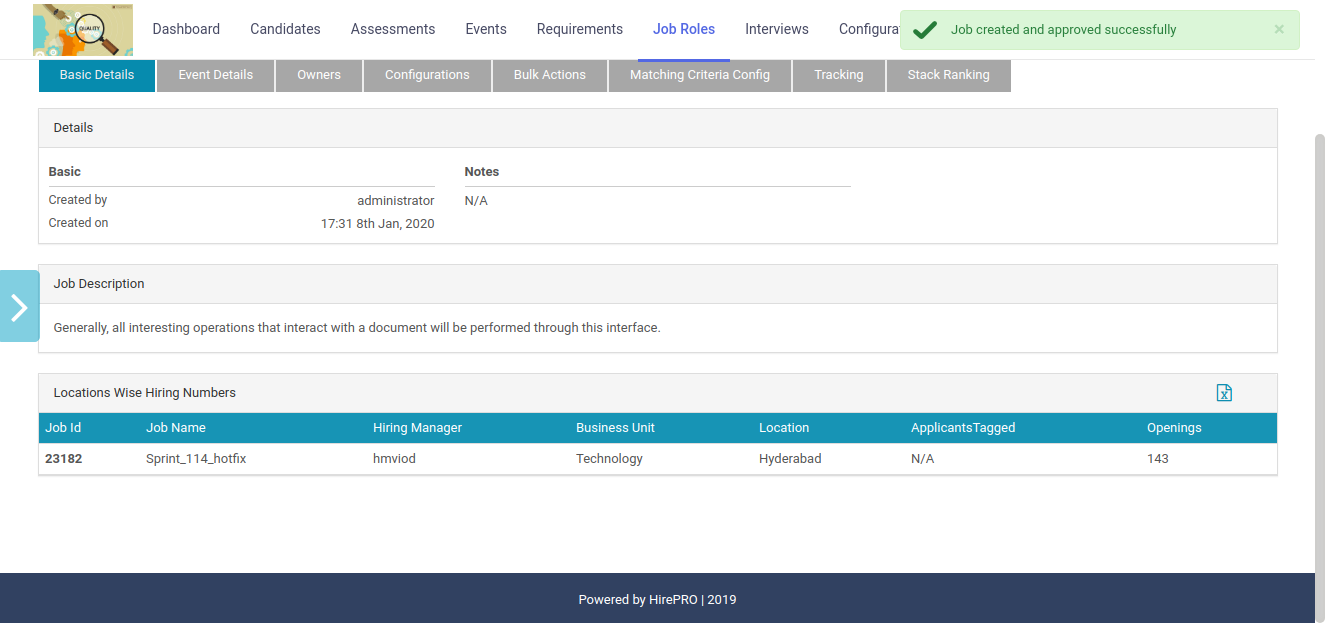 QUALITY
Dashboard Candidates Assessments Events Requirements Job Roles Interviews Configura
Job created and approved successfully ×
Basic Details Event Details Owners Configurations Bulk Actions Matching Criteria Config Tracking Stack Ranking
Details
Basic Notes
Created by administrator N/A
Created on 17:31 8th Jan, 2020
Job Description
Generally, all interesting operations that interact with a document will be performed through this interface.
Locations Wise Hiring Numbers
Job Id Job Name Hiring Manager Business Unit Location ApplicantsTagged Openings
23182 Sprint_114_hotfix hmviod Technology Hyderabad N/A 143
Powered by HirePRO | 2019